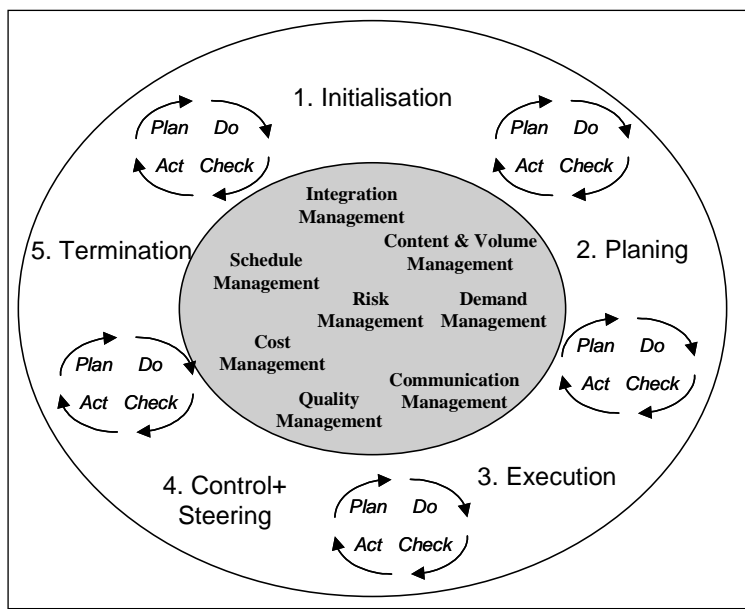 1. Initialisation
Plan Do
Act Check
Plan Do
Act Check
Integration
Management
5. Termination
Schedule
Management
Content & Volume
Management
2. Planing
Risk
Management
Demand
Management
Cost
Management
Plan Do
Act Check
Plan Do
Act Check
Quality
Management
Communication
Management
4. Control+
Steering
Plan Do
Act Check
3. Execution